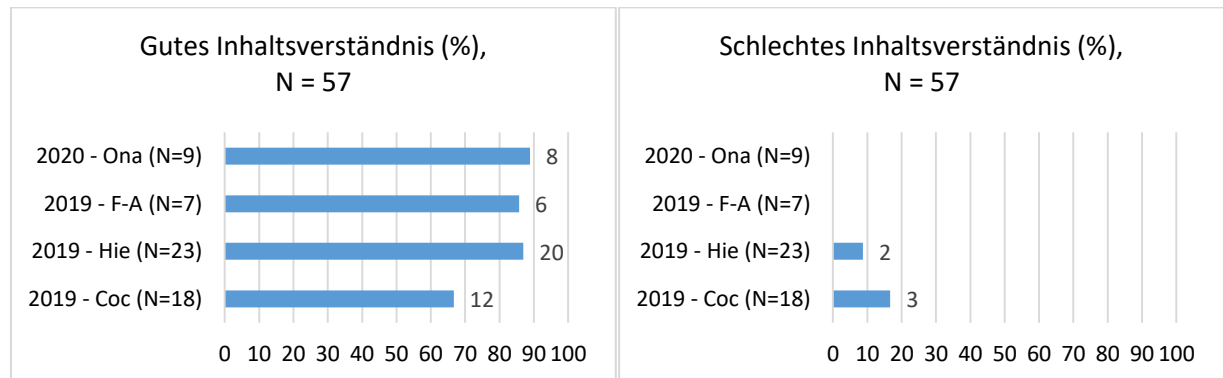 Gutes Inhaltsverständnis (%),
N = 57
2020 - Ona (N=9)
8
2019 - F-A (N=7)
6
2019 - Hie (N=23)
20
2019 - Coc (N=18)
12
0 10 20 30 40 50 60 70 80 90 100
Schlechtes Inhaltsverständnis (%),
N = 57
2020 - Ona (N=9)
2019 - F-A (N=7)
2019 - Hie (N=23)
2
2019 - Coc (N=18)
3
0 10 20 30 40 50 60 70 80 90 100